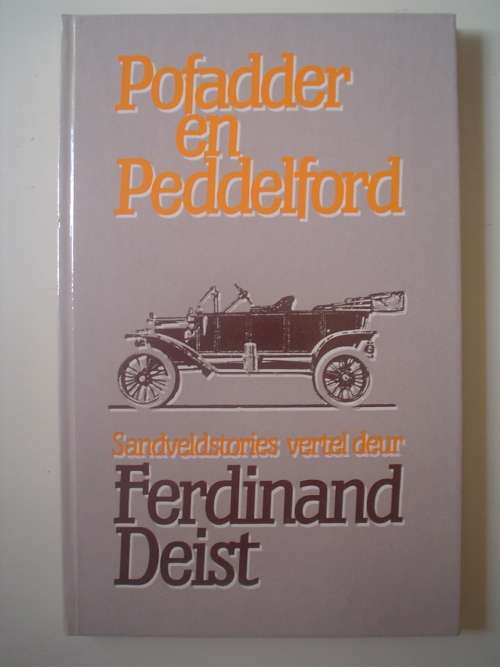 Pofadder
en
Peddelford
Sandveldstories vertel deur
Ferdinand
Deist